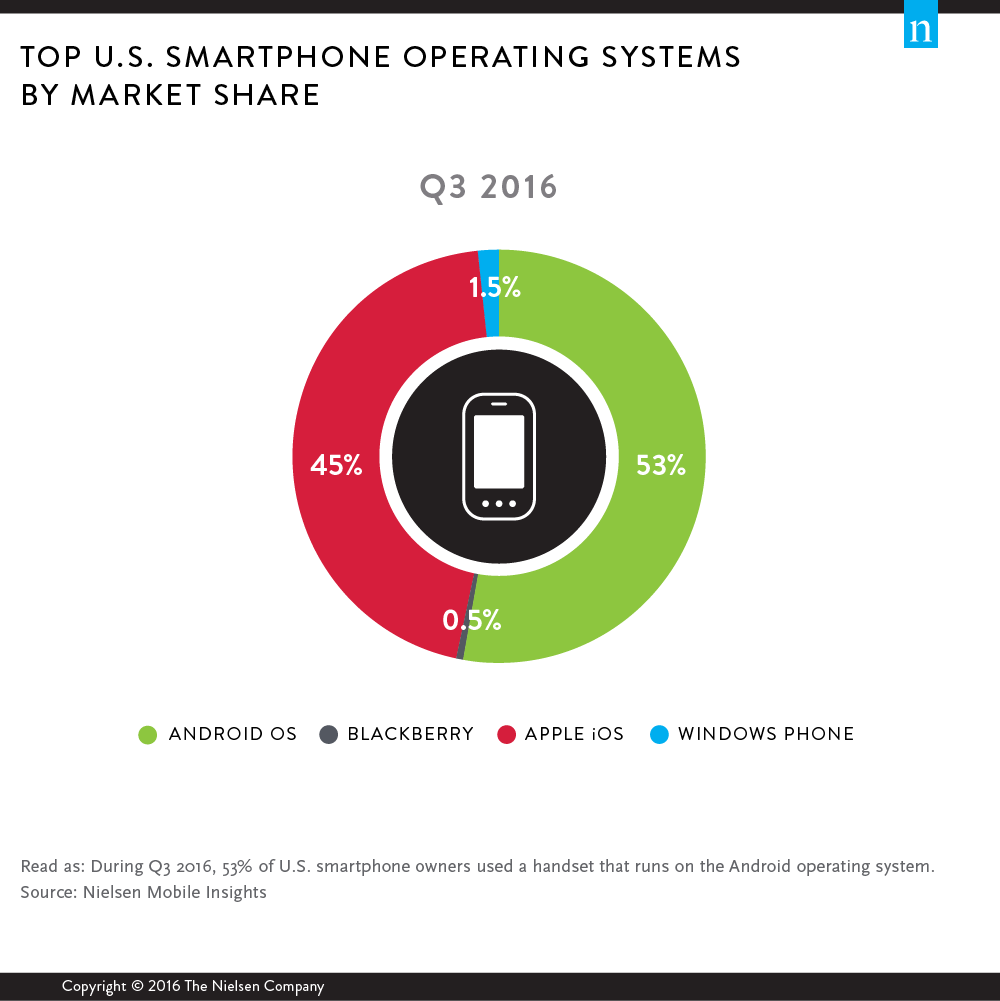 n
TOP U.S. SMARTPHONE OPERATING SYSTEMS
BY MARKET SHARE
Q3 2016
1.5%
45%
53%
0.5%
ANDROID OS
BLACKBERRY
APPLE iOS
WINDOWS PHONE
Read as: During Q3 2016, 53% of U.S. smartphone owners used a handset that runs on the Android operating system.
Source: Nielsen Mobile Insights
Copyright © 2016 The Nielsen Company